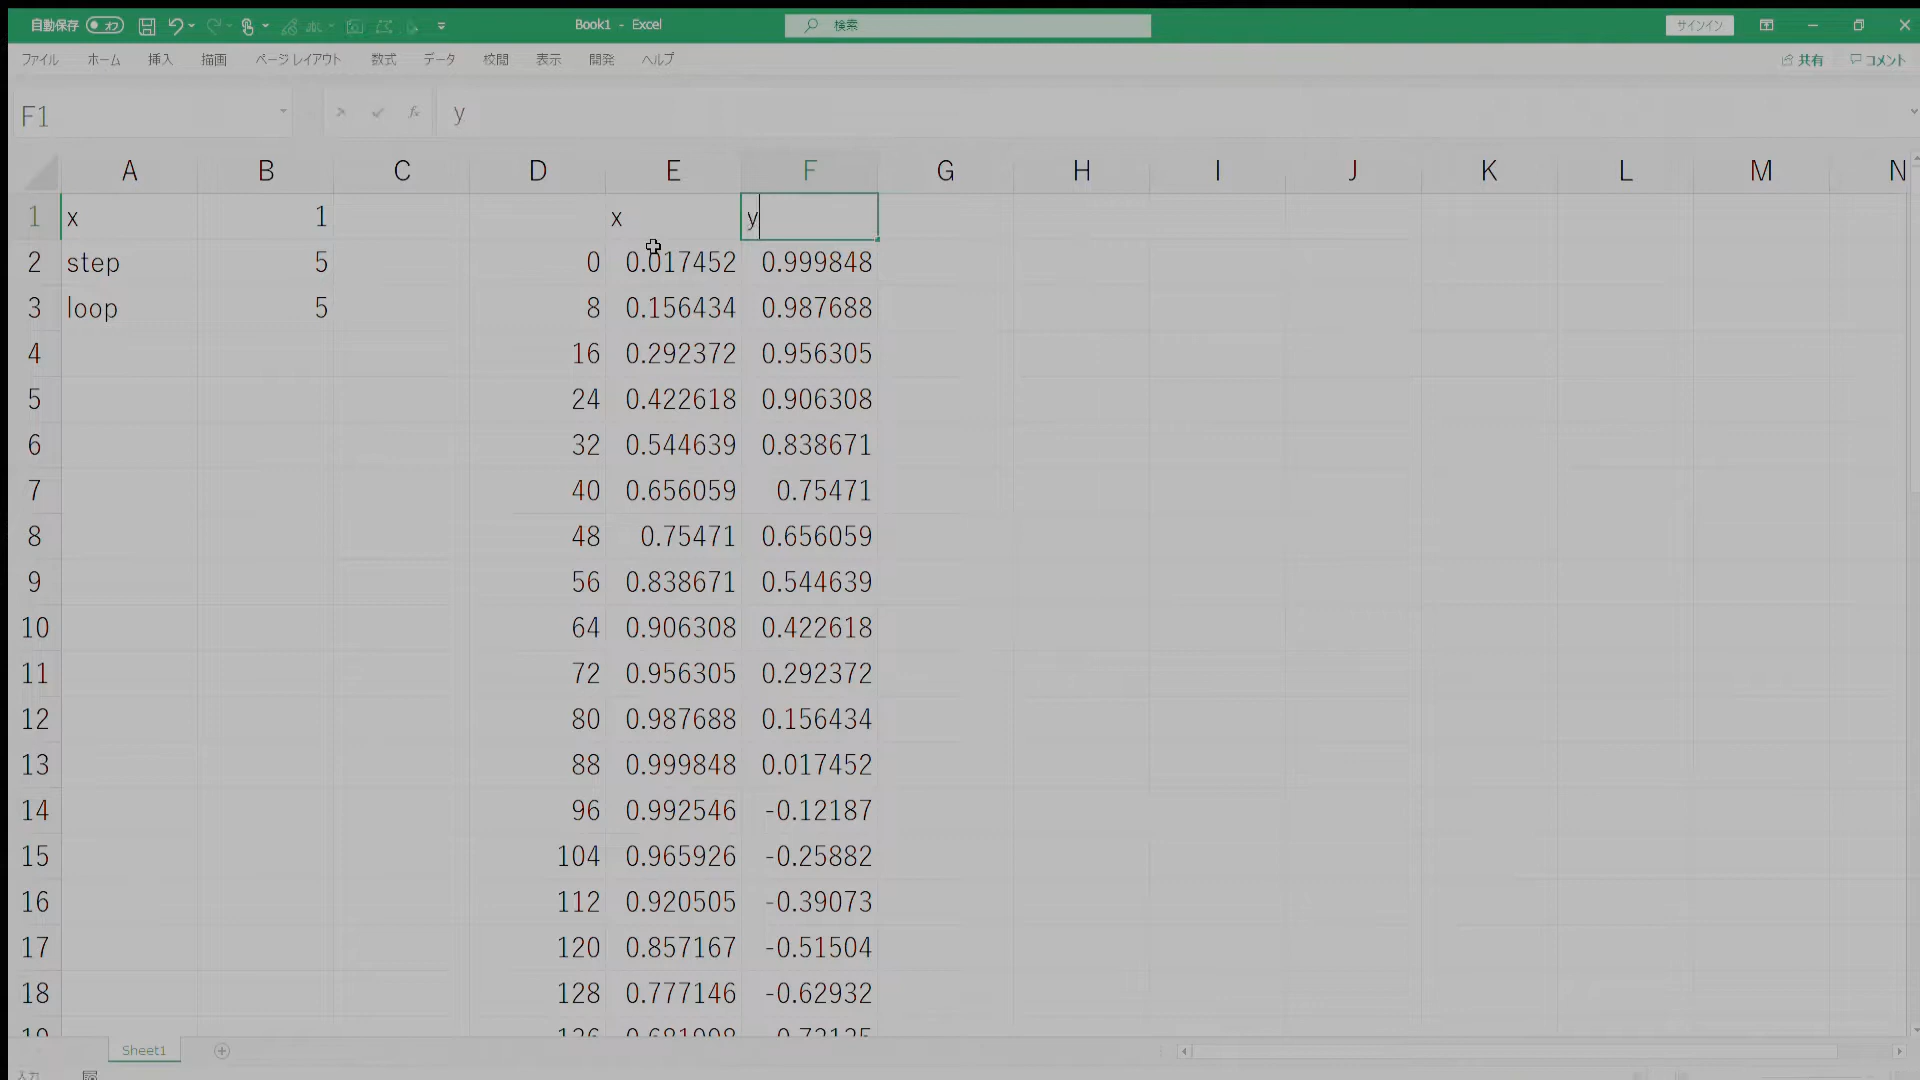 自動保存 オフ Book1 - Excel 検索 サインイン
ファイル ホーム 挿入 描画 ページ レイアウト 数式 データ 校閲 表示 開発 ヘルプ 共有 コメント
F1 fx y
A B C D E F G H I J K L M N
1 x 1 x y
2 step 5 0 0.017452 0.999848
3 loop 5 8 0.156434 0.987688
4 16 0.292372 0.956305
5 24 0.422618 0.906308
6 32 0.544639 0.838671
7 40 0.656059 0.75471
8 48 0.75471 0.656059
9 56 0.838671 0.544639
10 64 0.906308 0.422618
11 72 0.956305 0.292372
12 80 0.987688 0.156434
13 88 0.999848 0.017452
14 96 0.992546 -0.12187
15 104 0.965926 -0.25882
16 112 0.920505 -0.39073
17 120 0.857167 -0.51504
18 128 0.777146 -0.62932
Sheet1
入力